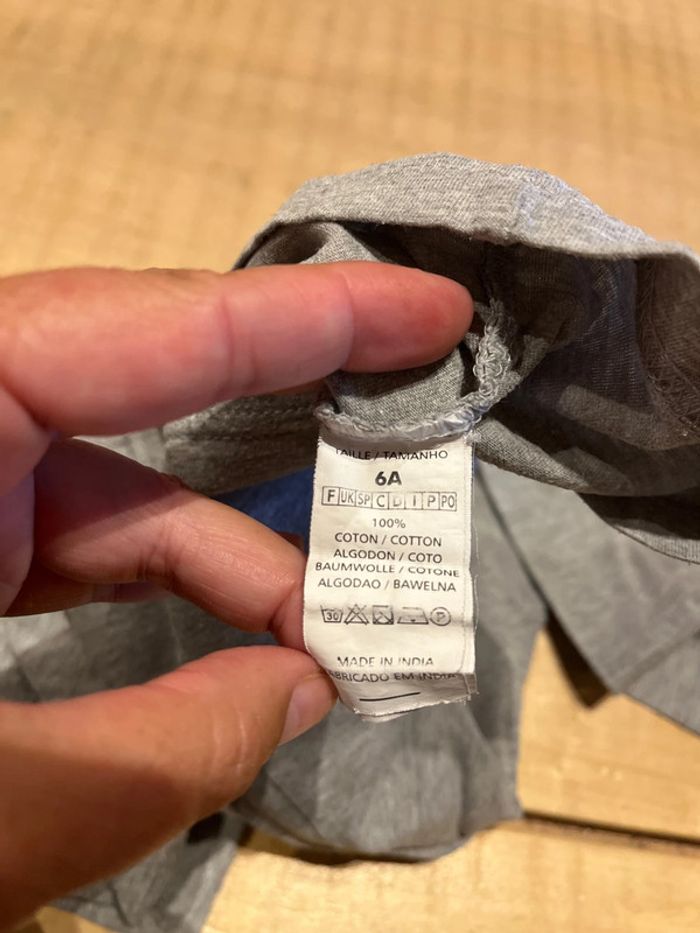 TAILLE / TAMANHO
6A
F UK SP C D I P PO
100%
COTON / COTTON
ALGODON / COTO
BAUMWOLLE / COTONE
ALGODAO / BAWELNA
30 P
MADE IN INDIA
FABRICADO EM INDIA